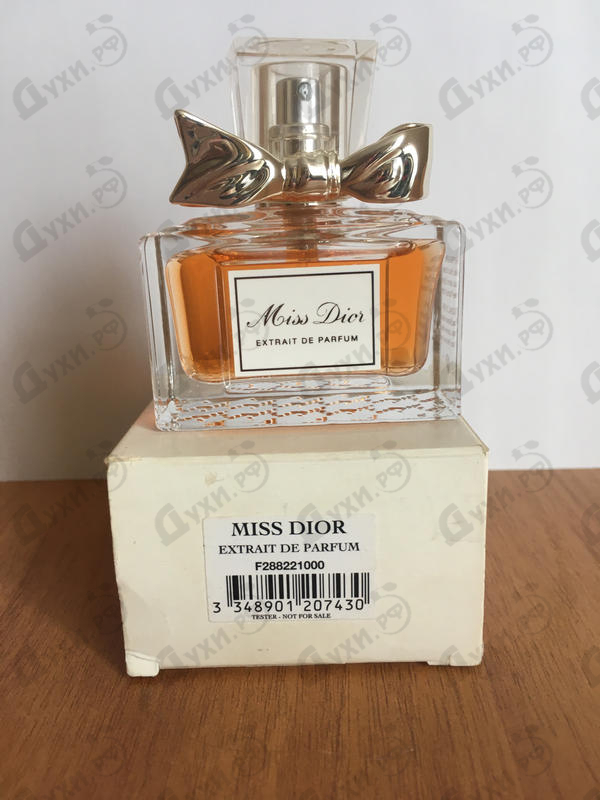 Miss Dior
EXTRAIT DE PARFUM
MISS DIOR
EXTRAIT DE PARFUM
F288221000
3 348901 207430
TESTER - NOT FOR SALE
Духи.рф